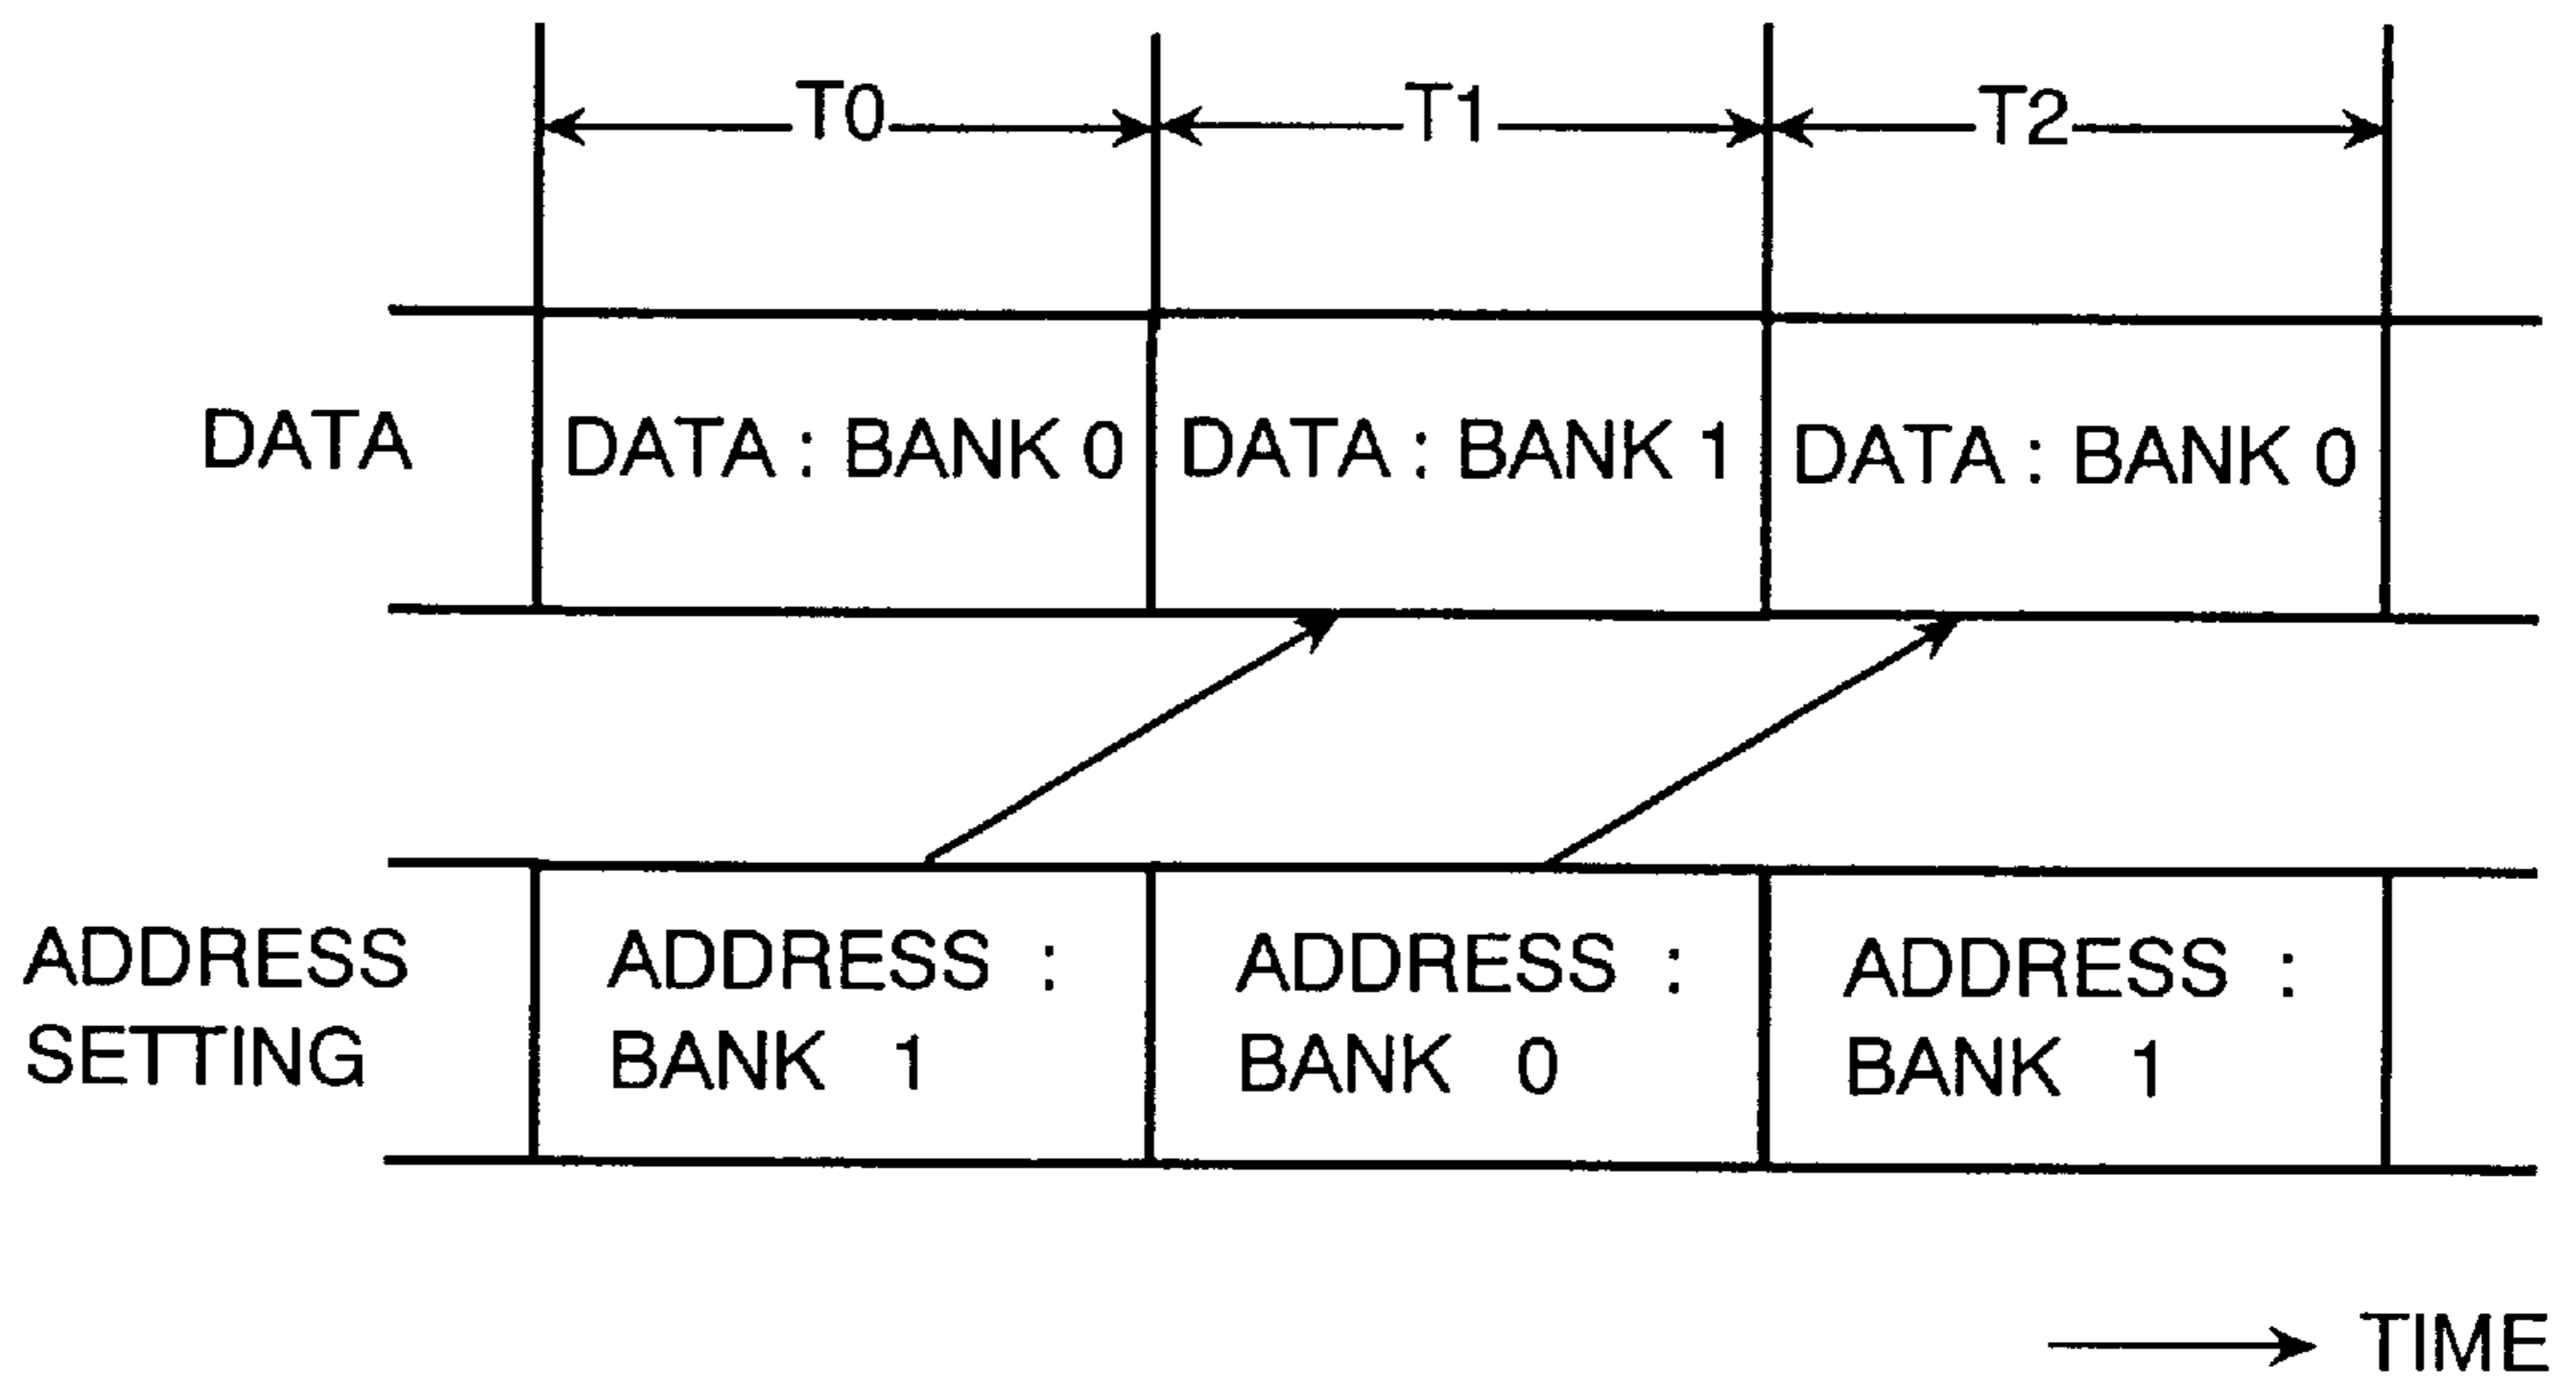 T0 T1 T2
DATA DATA : BANK 0 DATA : BANK 1 DATA : BANK 0
ADDRESS SETTING
ADDRESS :
BANK 1
ADDRESS :
BANK 0
ADDRESS :
BANK 1
TIME